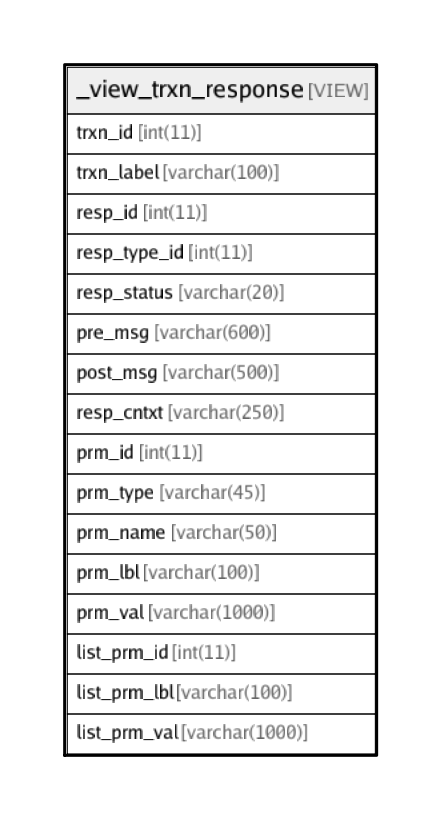 _view_trxn_response [VIEW]
trxn_id [int(11)]
trxn_label [varchar(100)]
resp_id [int(11)]
resp_type_id [int(11)]
resp_status [varchar(20)]
pre_msg [varchar(600)]
post_msg [varchar(500)]
resp_cntxt [varchar(250)]
prm_id [int(11)]
prm_type [varchar(45)]
prm_name [varchar(50)]
prm_lbl [varchar(100)]
prm_val [varchar(1000)]
list_prm_id [int(11)]
list_prm_lbl [varchar(100)]
list_prm_val [varchar(1000)]